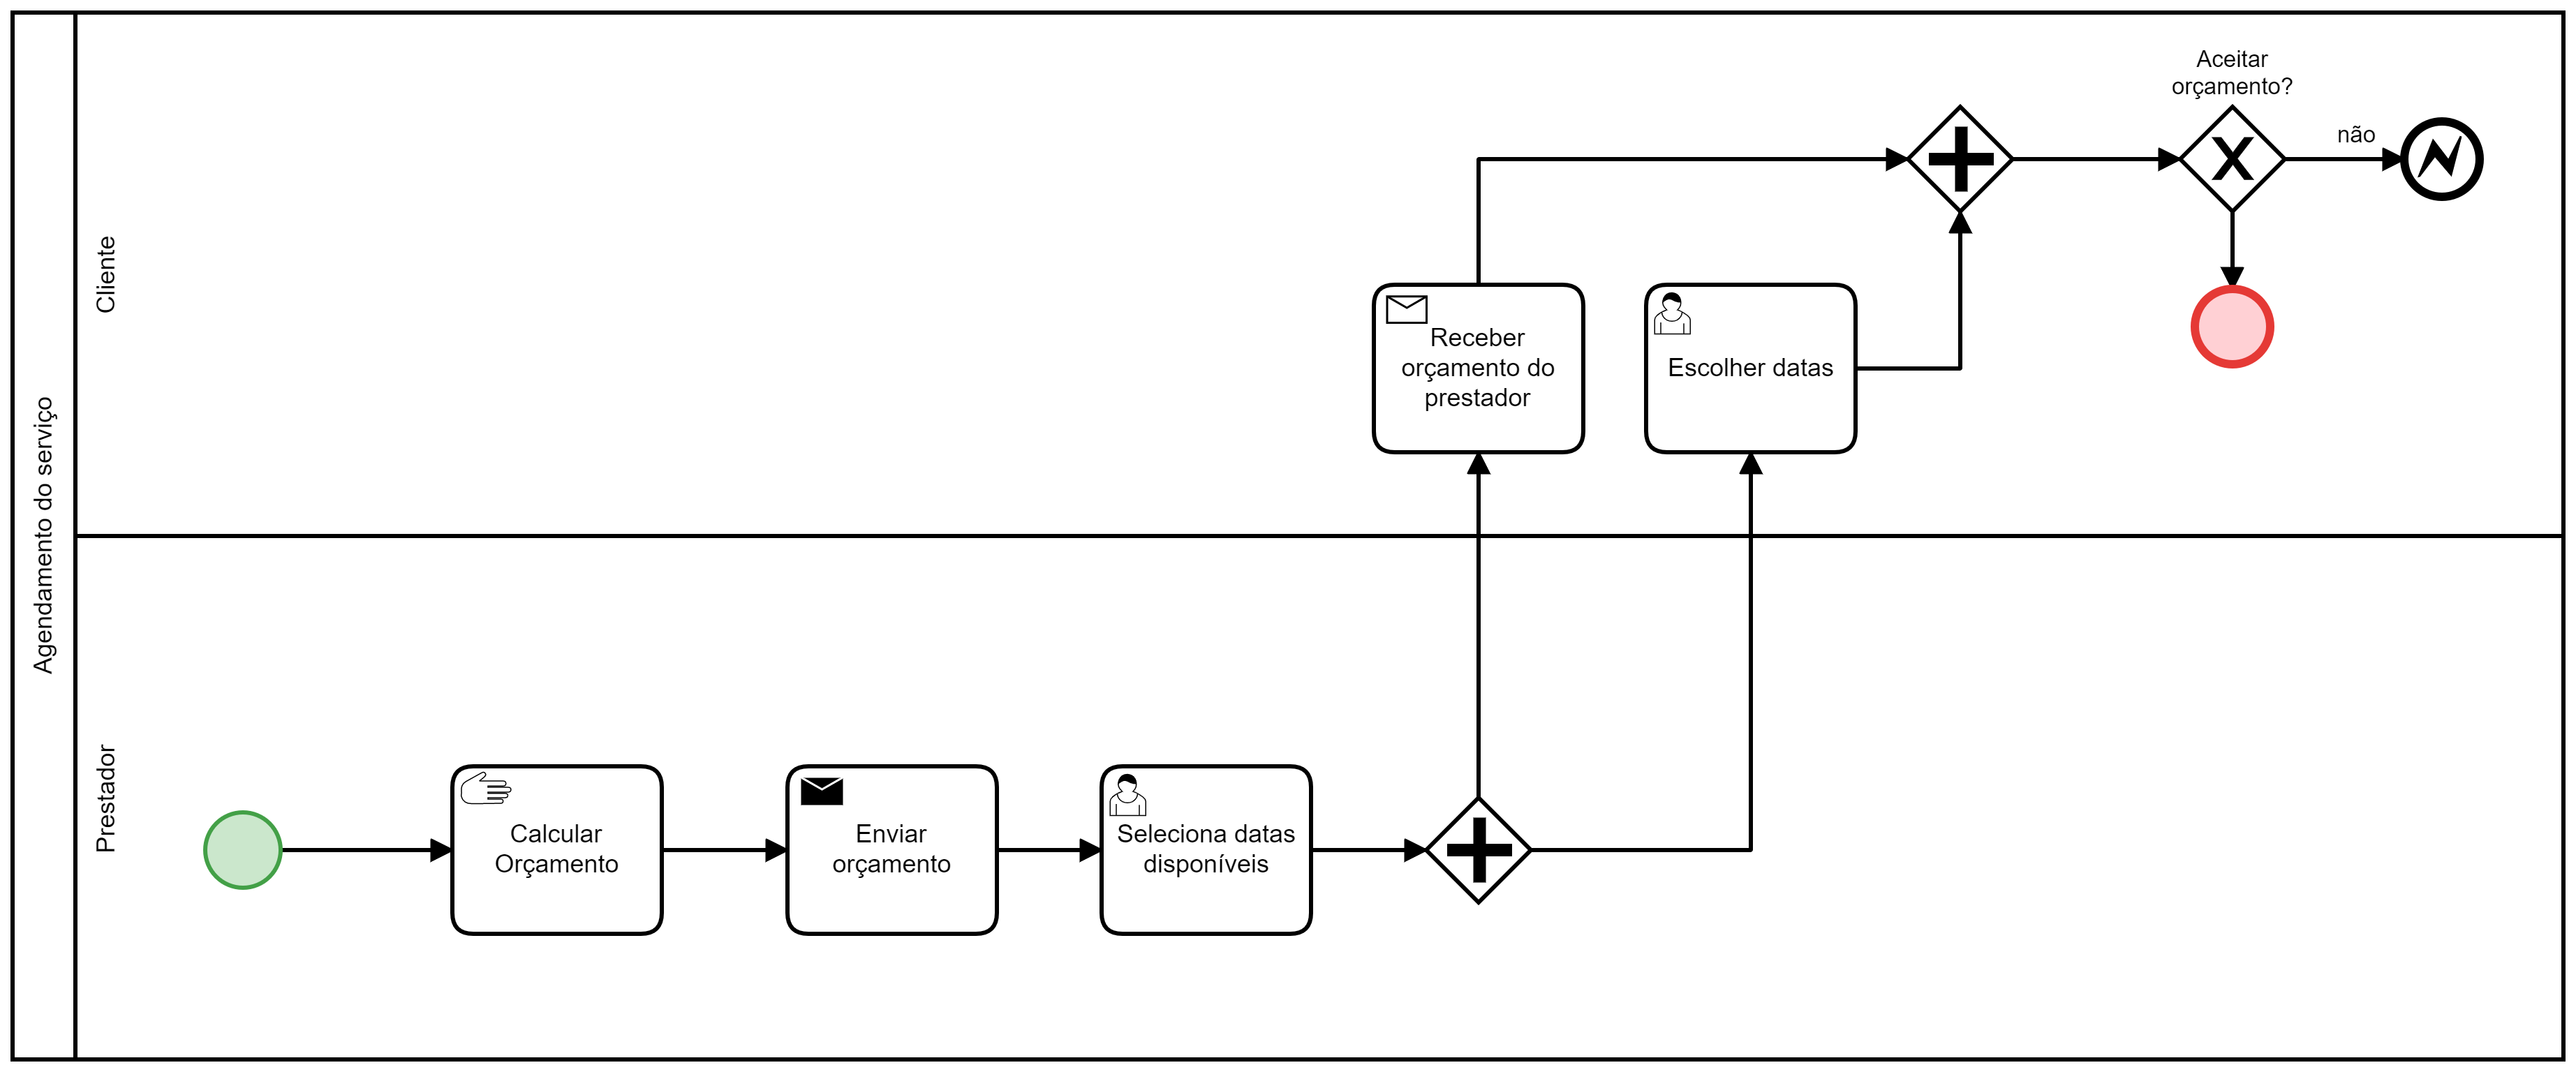 Agendamento do serviço
Cliente
Aceitar
orçamento?
não
Receber
orçamento do
prestador
Escolher datas
Prestador
Calcular
Orçamento
Enviar
orçamento
Seleciona datas
disponíveis